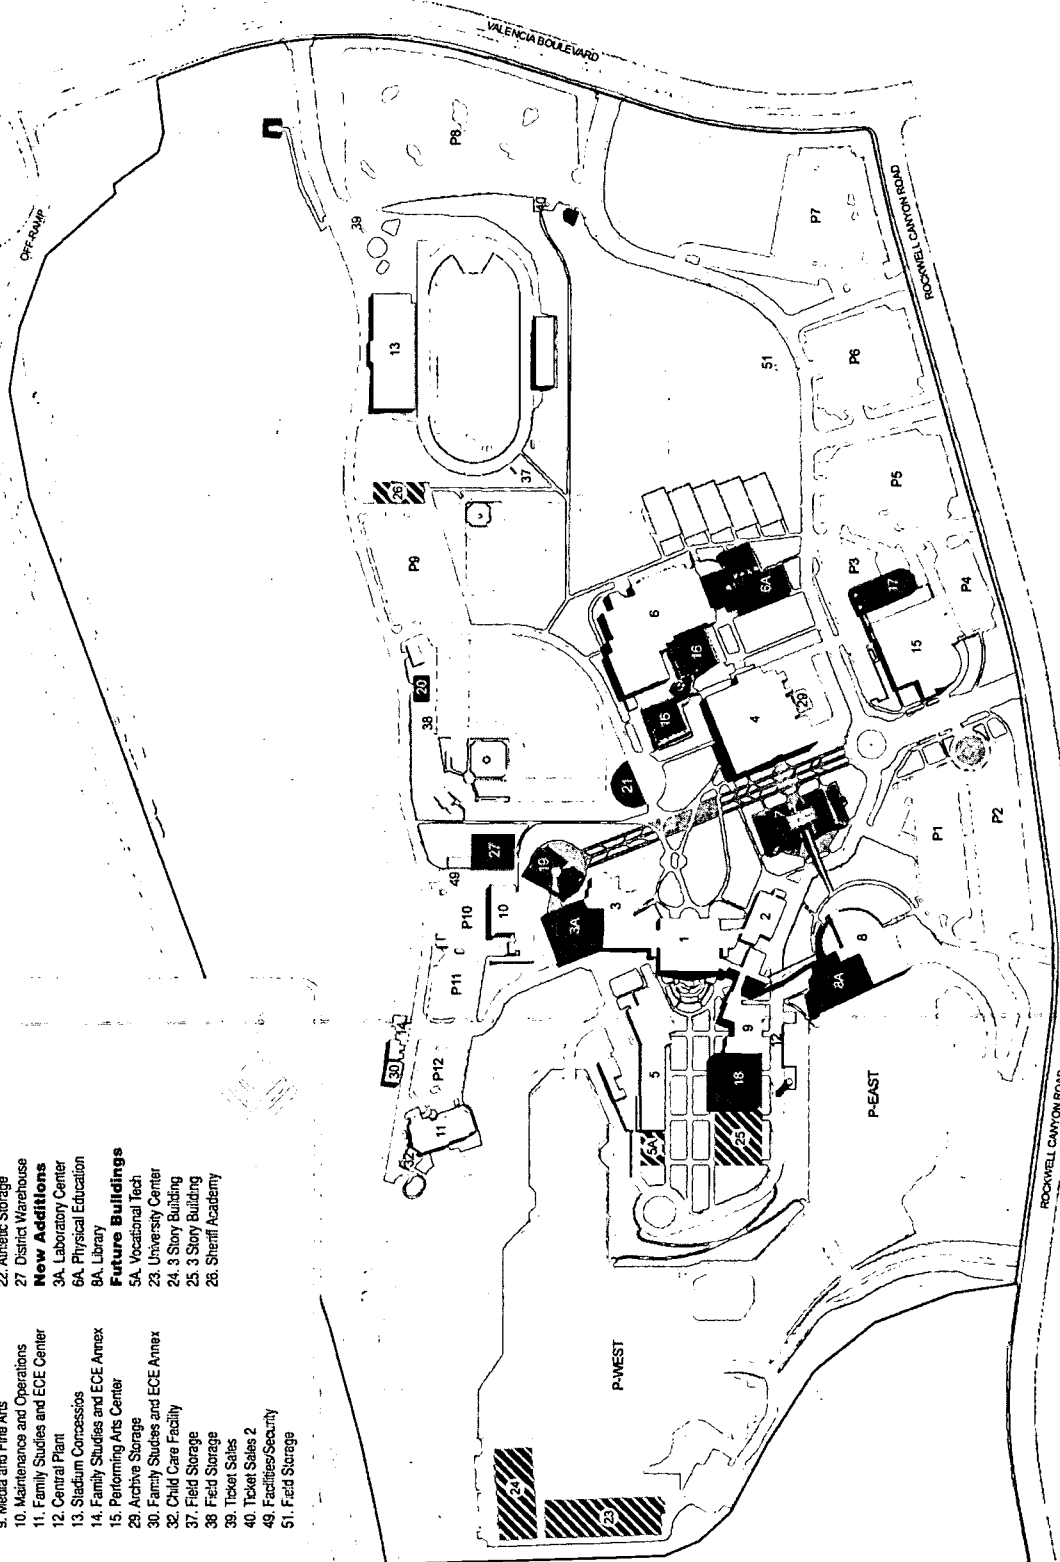 9. Media and Fine Arts
10. Maintenance and Operations
11. Family Studies and ECE Center
12. Central Plant
13. Stadium Concessios
14. Family Studies and ECE Annex
15. Performing Arts Center
29. Archive Storage
30. Family Studies and ECE Annex
32. Child Care Facility
37. Field Storage
38 Field Storage
39. Ticket Sales
40. Ticket Sales 2
49. Facilities/Security
51. Field Storage
22. Athletic Storage
27 District Warehouse
New Additions
3A. Laboratory Center
6A. Physical Education
8A. Library
Future Buildings
5A. Vocational Tech
23. University Center
24. 3 Story Building
25. 3 Story Building
26. Sheriff Academy
OFF-RAMP
VALENCIA BOULEVARD
ROCKWELL CANYON ROAD
ROCKWELL CANYON ROAD
P8
P7
P6
P5
P3
P4
P9
P10
P11
P12
P1
P2
P-EAST
P-WEST
39
40
13
51
37
26
20
38
6
6A
16
16
17
15
4
29
21
7
27
49
19
10
3
3A
1
2
8
8A
9
12
18
25
5
5A
14
30
11
32
24
23